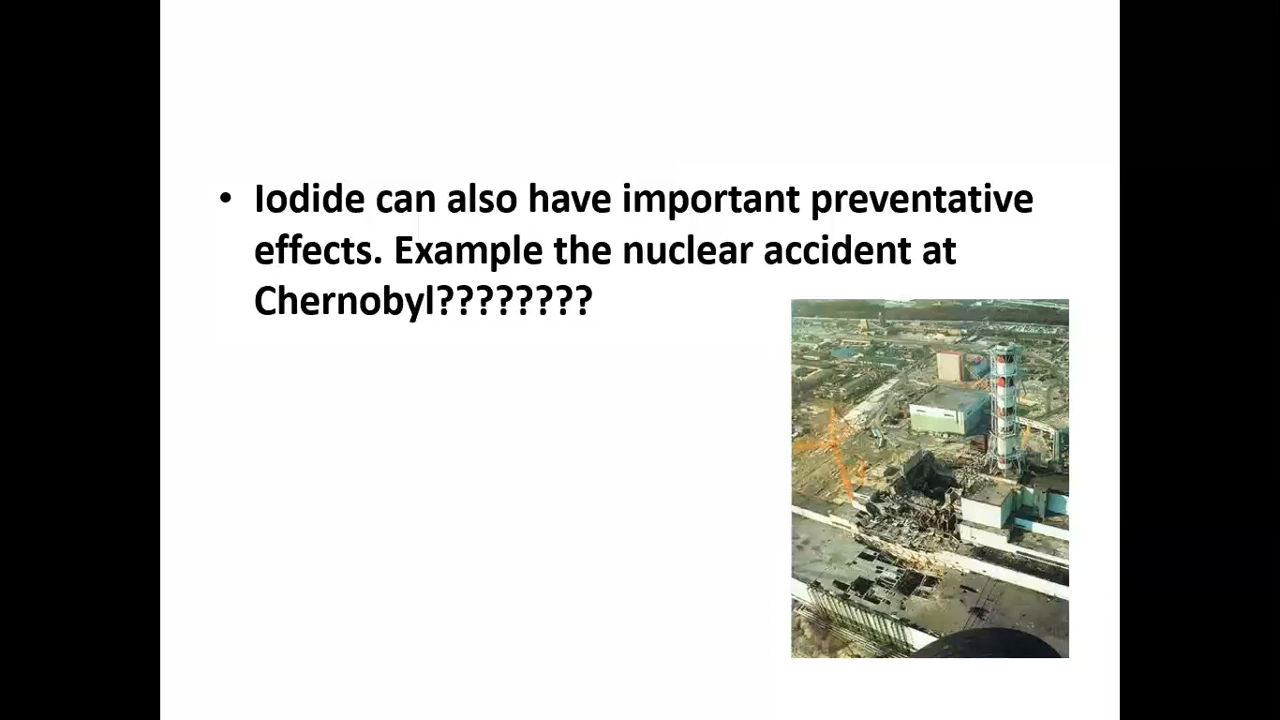 • Iodide can also have important preventative
effects. Example the nuclear accident at
Chernobyl????????